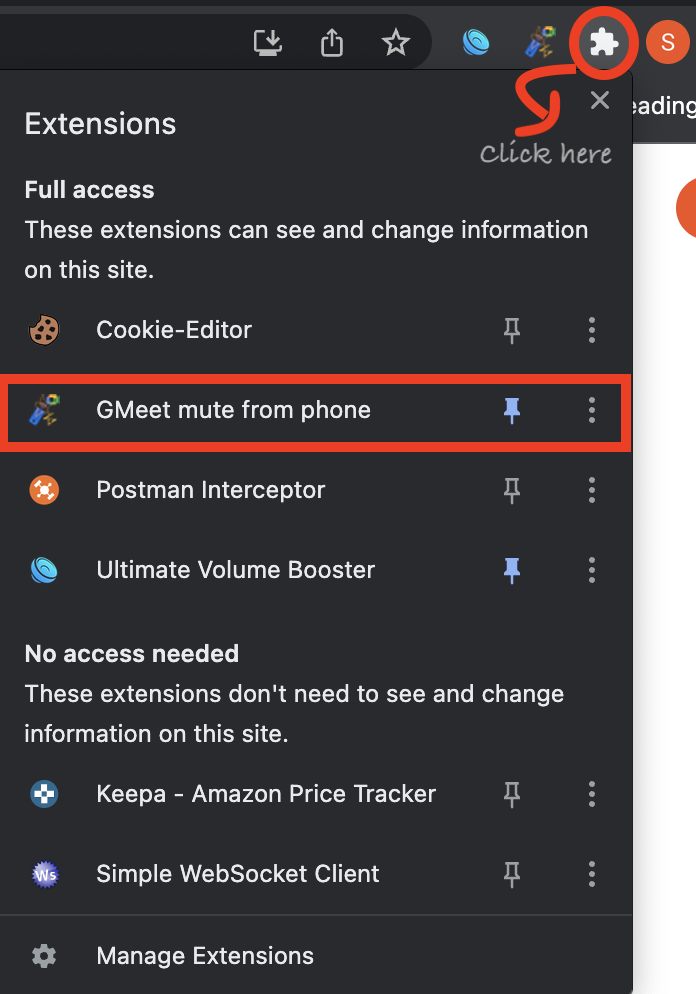 S
eading
Click here
Extensions
Full access
These extensions can see and change information
on this site.
Cookie-Editor
GMeet mute from phone
Postman Interceptor
Ultimate Volume Booster
No access needed
These extensions don't need to see and change
information on this site.
Keepa - Amazon Price Tracker
Ws
Simple WebSocket Client
Manage Extensions